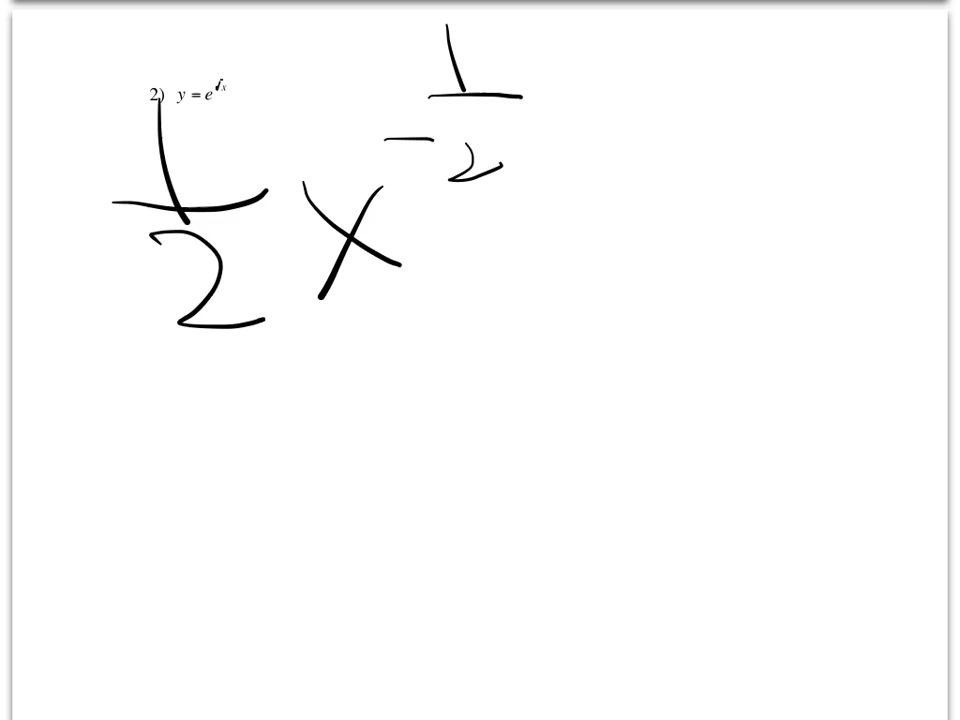 2) y = e^√x
1/2 x^-1/2